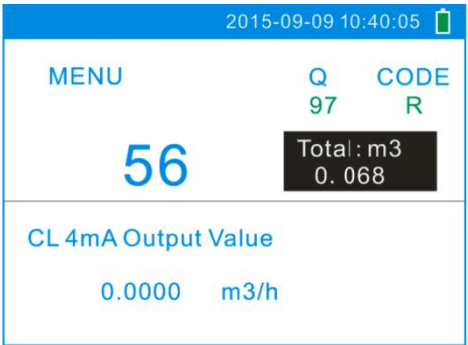 2015-09-09 10:40:05
MENU Q CODE
97 R
56 Total: m3
0. 068
CL 4mA Output Value
0.0000 m3/h